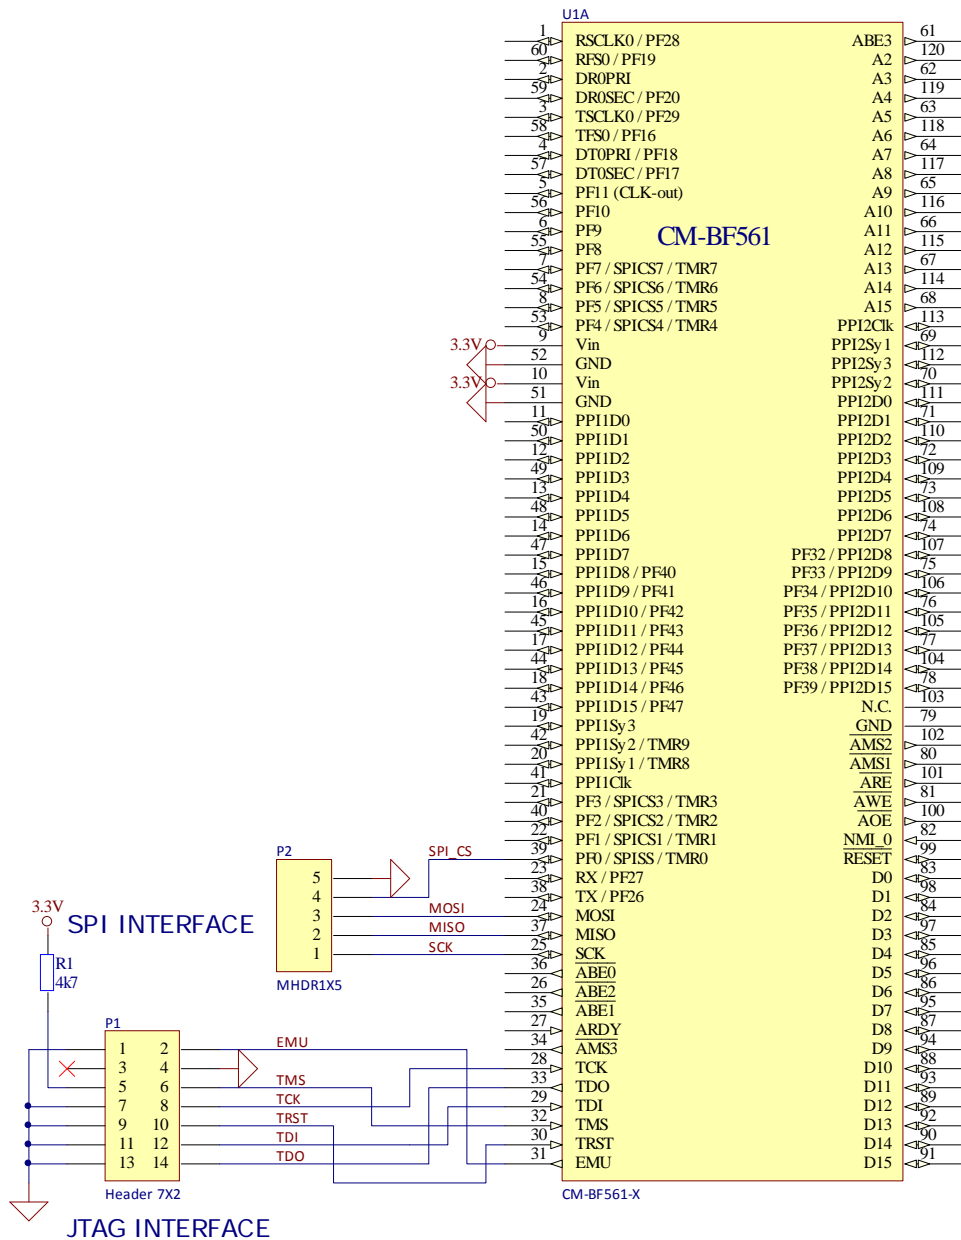 U1A
1 RSCLK0 / PF28 ABE3 61
60 RFS0 / PF19 A2 120
2 DR0PRI A3 62
59 DR0SEC / PF20 A4 119
3 TSCLK0 / PF29 A5 63
58 TFS0 / PF16 A6 118
4 DT0PRI / PF18 A7 64
57 DT0SEC / PF17 A8 117
5 PF11 (CLK-out) A9 65
56 PF10 A10 116
6 PF9 A11 66
CM-BF561
55 PF8 A12 115
7 PF7 / SPICS7 / TMR7 A13 67
54 PF6 / SPICS6 / TMR6 A14 114
8 PF5 / SPICS5 / TMR5 A15 68
53 PF4 / SPICS4 / TMR4 PPI2Clk 113
3.3V 9 Vin PPI2Sy1 69
52 GND PPI2Sy3 112
3.3V 10 Vin PPI2Sy2 70
51 GND PPI2D0 111
11 PPI1D0 PPI2D1 71
50 PPI1D1 PPI2D2 110
12 PPI1D2 PPI2D3 72
49 PPI1D3 PPI2D4 109
13 PPI1D4 PPI2D5 73
48 PPI1D5 PPI2D6 108
14 PPI1D6 PPI2D7 74
47 PPI1D7 PF32 / PPI2D8 107
15 PPI1D8 / PF40 PF33 / PPI2D9 75
46 PPI1D9 / PF41 PF34 / PPI2D10 106
16 PPI1D10 / PF42 PF35 / PPI2D11 76
45 PPI1D11 / PF43 PF36 / PPI2D12 105
17 PPI1D12 / PF44 PF37 / PPI2D13 77
44 PPI1D13 / PF45 PF38 / PPI2D14 104
18 PPI1D14 / PF46 PF39 / PPI2D15 78
43 PPI1D15 / PF47 N.C. 103
19 PPI1Sy3 GND 79
42 PPI1Sy2 / TMR9 AMS2 102
20 PPI1Sy1 / TMR8 AMS1 80
41 PPI1Clk ARE 101
21 PF3 / SPICS3 / TMR3 AWE 81
40 PF2 / SPICS2 / TMR2 AOE 100
22 PF1 / SPICS1 / TMR1 NMI_0 82
P2 SPI_CS 39 PF0 / SPISS / TMR0 RESET 99
5 23 RX / PF27 D0 83
4 38 TX / PF26 D1 98
3 MOSI 24 MOSI D2 84
2 MISO 37 MISO D3 97
1 SCK 25 SCK D4 85
MHDR1X5
3.3V
SPI INTERFACE
R1
4k7
36 ABE0 D5 96
26 ABE2 D6 86
35 ABE1 D7 95
27 ARDY D8 87
34 AMS3 D9 94
28 TCK D10 88
33 TDO D11 93
29 TDI D12 89
32 TMS D13 92
30 TRST D14 90
31 EMU D15 91
P1
1 2 EMU
3 4
5 6 TMS
7 8 TCK
9 10 TRST
11 12 TDI
13 14 TDO
Header 7X2
CM-BF561-X
JTAG INTERFACE